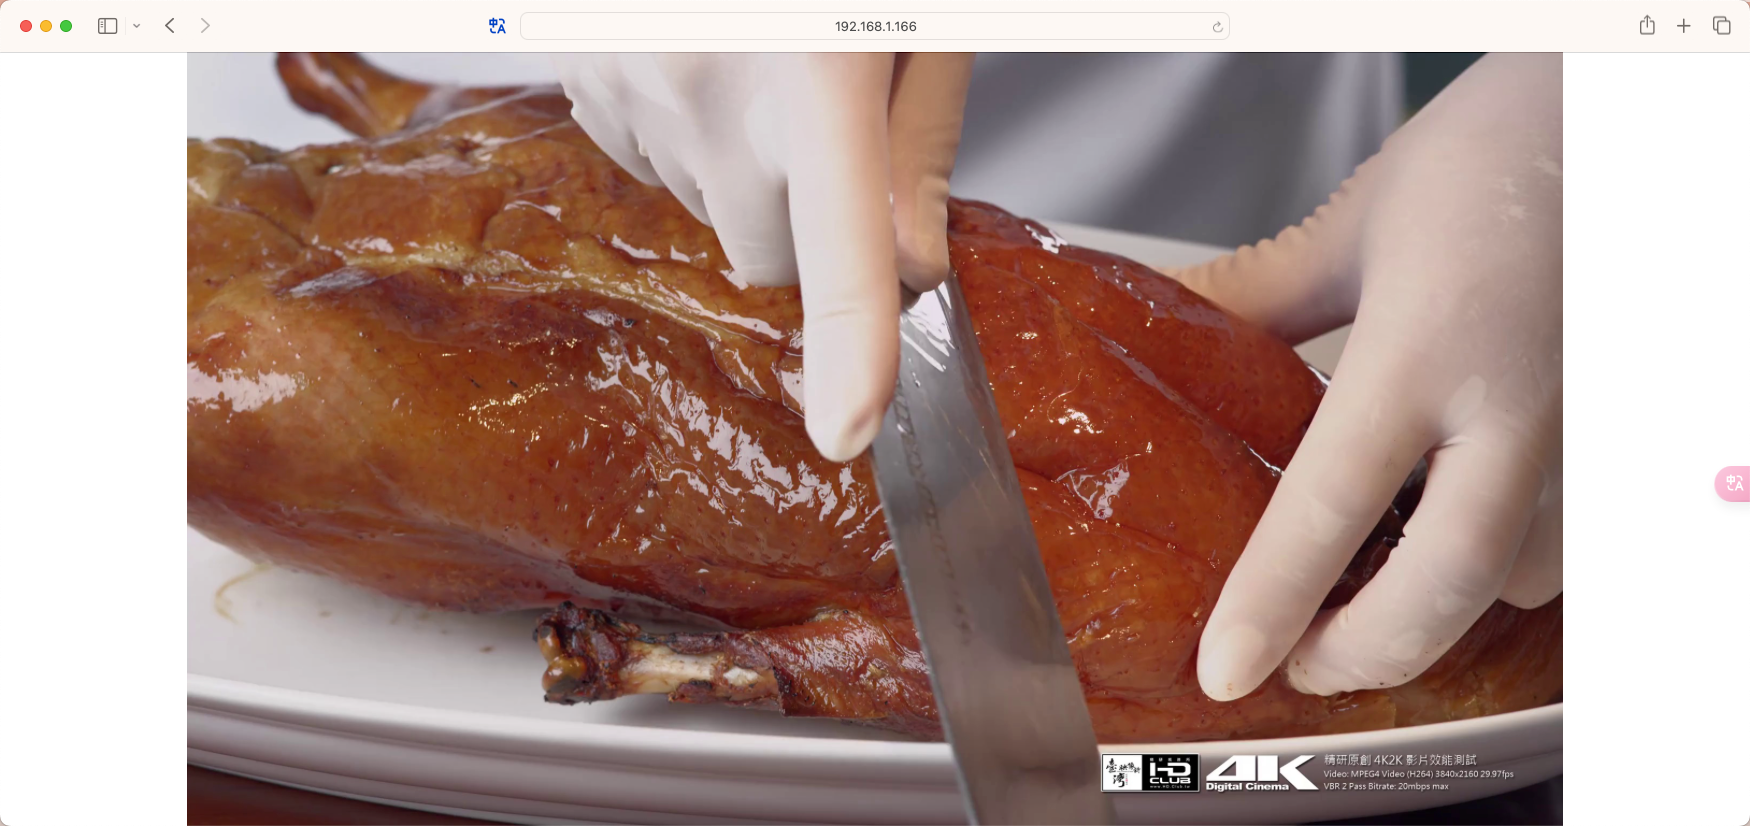 192.168.1.166
HD
CLUB
4K
Digital Cinema
精研原創 4K2K 影片效能測試
Video: MPEG4 Video (H264) 3840x2160 29.97fps
VBR 2 Pass Bitrate: 20mbps max